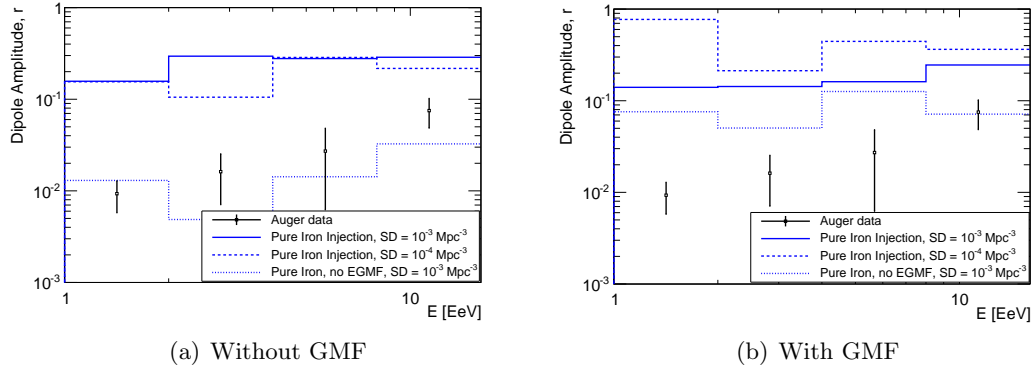 Dipole Amplitude, r
1
10⁻¹
10⁻²
10⁻³
Auger data
Pure Iron Injection, SD = 10⁻³ Mpc⁻³
Pure Iron Injection, SD = 10⁻⁴ Mpc⁻³
Pure Iron, no EGMF, SD = 10⁻³ Mpc⁻³
1 10
E [EeV]
(a) Without GMF
Dipole Amplitude, r
1
10⁻¹
10⁻²
10⁻³
Auger data
Pure Iron Injection, SD = 10⁻³ Mpc⁻³
Pure Iron Injection, SD = 10⁻⁴ Mpc⁻³
Pure Iron, no EGMF, SD = 10⁻³ Mpc⁻³
1 10
E [EeV]
(b) With GMF